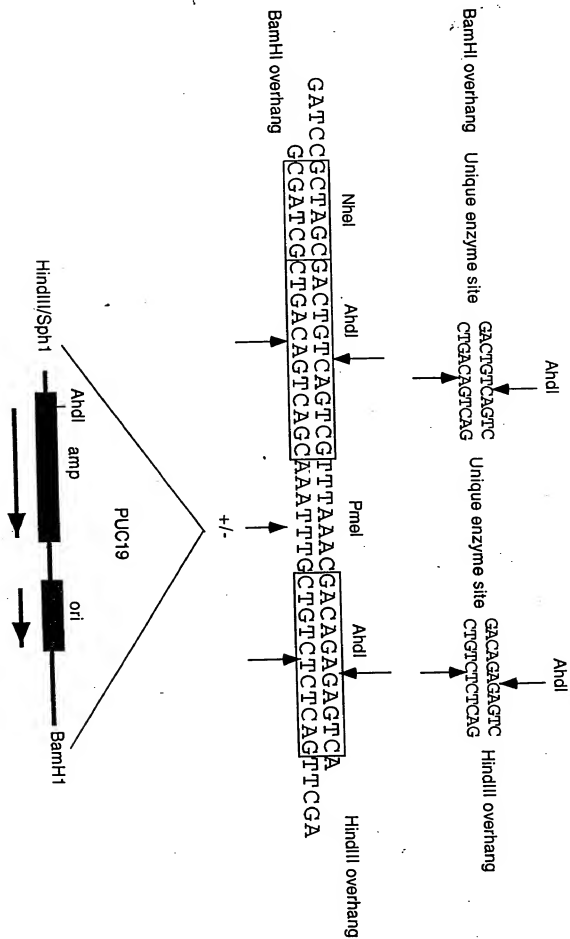 AhdI AhdI
GACTGTCAGTC GACAGAGAGTC
BamHI overhang Unique enzyme site CTGACAGTCAG Unique enzyme site CTGTCTCTCAG HindIII overhang
NheI AhdI PmeI AhdI HindIII overhang
GATCCGCTAGCGACTGTCAGTCGTTTAAACGACAGAGAGTCA
GCGATCGCTGACAGTCAGCAAATTTGCTGTCTCTCAGTTCGA
BamHI overhang
+/-
PUC19
HindIII/Sph1 BamH1
AhdI amp ori